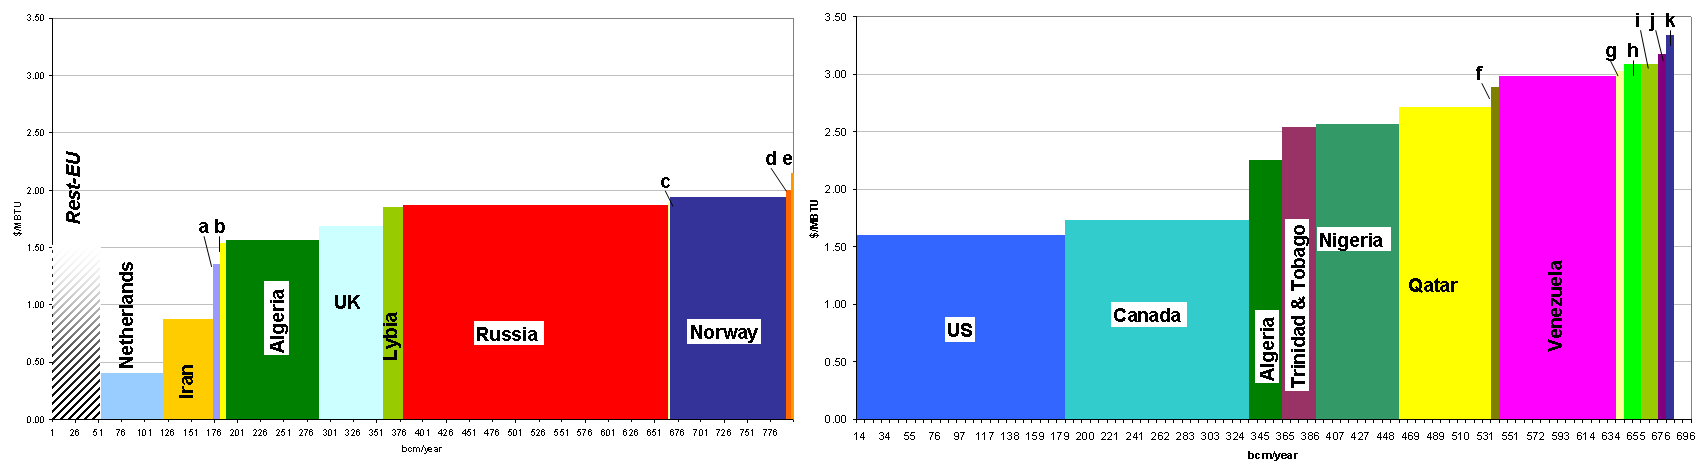 3.50
3.00
2.50
2.00
1.50
1.00
0.50
0.00
$/MBTU
Rest-EU
Netherlands
Iran
a b
Algeria
UK
Lybia
Russia
c
Norway
d e
1 26 51 76 101 126 151 176 201 226 251 276 301 326 351 376 401 426 451 476 501 526 551 576 601 626 651 676 701 726 751 776
bcm/year
3.50
3.00
2.50
2.00
1.50
1.00
0.50
0.00
$/MBTU
US
Canada
Algeria
Trinidad & Tobago
Nigeria
Qatar
f
Venezuela
g h
i j k
14 34 55 76 97 117 138 159 179 200 221 241 262 283 303 324 345 365 386 407 427 448 469 489 510 531 551 572 593 614 634 655 676 696
bcm/year